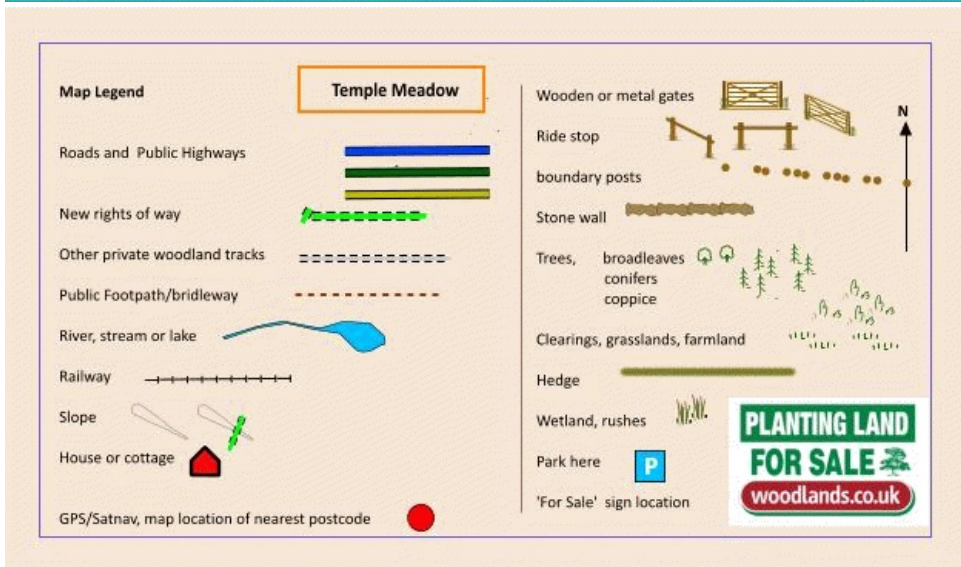 Map Legend
Temple Meadow
Roads and Public Highways
New rights of way
Other private woodland tracks
Public Footpath/bridleway
River, stream or lake
Railway
Slope
House or cottage
GPS/Satnav, map location of nearest postcode
Wooden or metal gates
N
Ride stop
boundary posts
Stone wall
Trees, broadleaves
conifers
coppice
Clearings, grasslands, farmland
Hedge
Wetland, rushes
Park here P
'For Sale' sign location
PLANTING LAND
FOR SALE
woodlands.co.uk